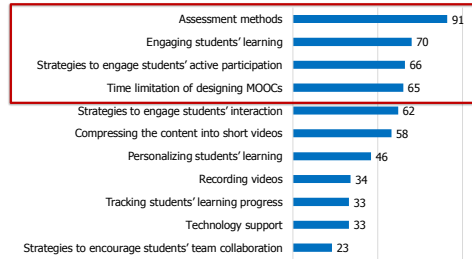 Assessment methods 91
Engaging students' learning 70
Strategies to engage students' active participation 66
Time limitation of designing MOOCs 65
Strategies to engage students' interaction 62
Compressing the content into short videos 58
Personalizing students' learning 46
Recording videos 34
Tracking students' learning progress 33
Technology support 33
Strategies to encourage students' team collaboration 23